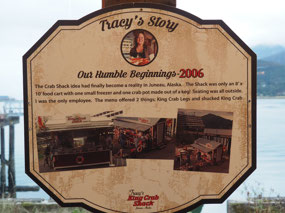 Tracy's Story
Our Humble Beginnings-2006
The Crab Shack idea had finally become a reality in Juneau, Alaska. The Shack was only an 8' x
10' food cart with one small freezer and one crab pot made out of a keg! Seating was all outside.
I was the only employee. The menu offered 2 things; King Crab Legs and shucked King Crab.
Tracy's
King Crab
Shack